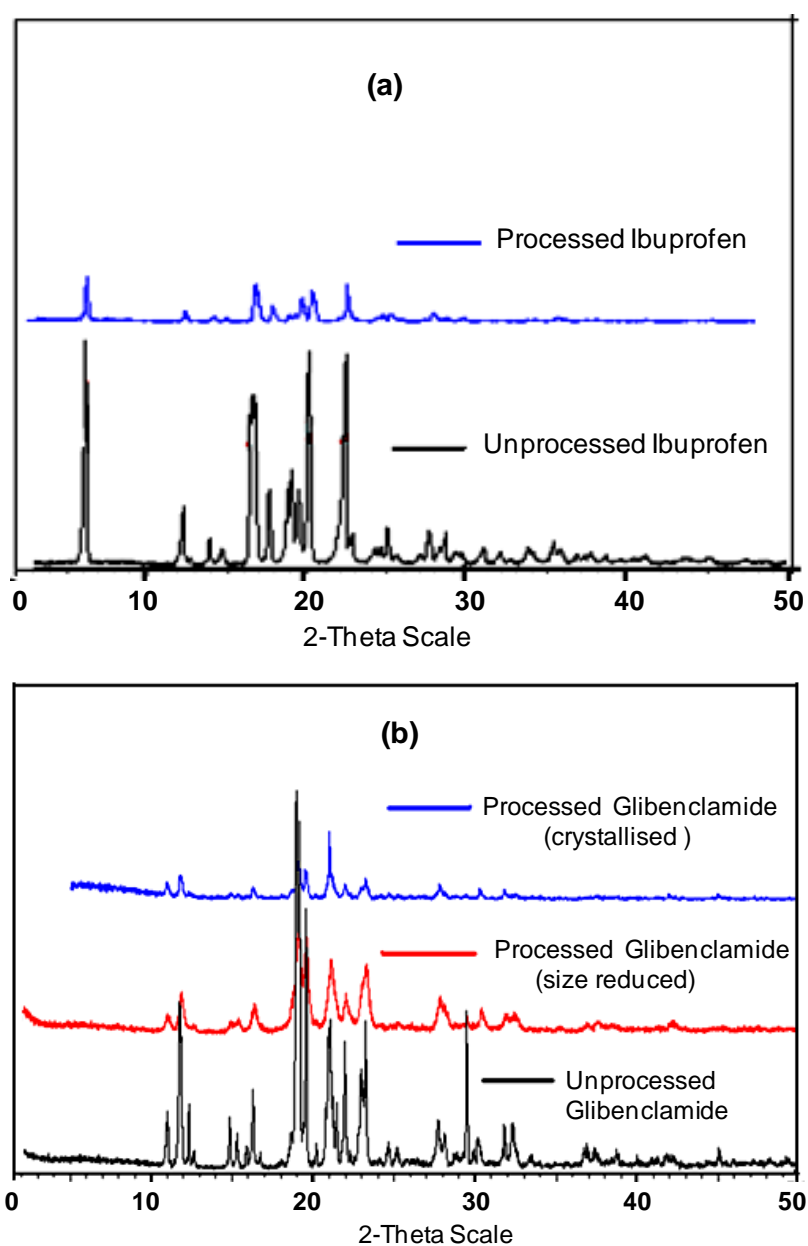 (a)
Processed Ibuprofen
Unprocessed Ibuprofen
0 10 20 30 40 50
2-Theta Scale
(b)
Processed Glibenclamide
(crystallised )
Processed Glibenclamide
(size reduced)
Unprocessed
Glibenclamide
0 10 20 30 40 50
2-Theta Scale